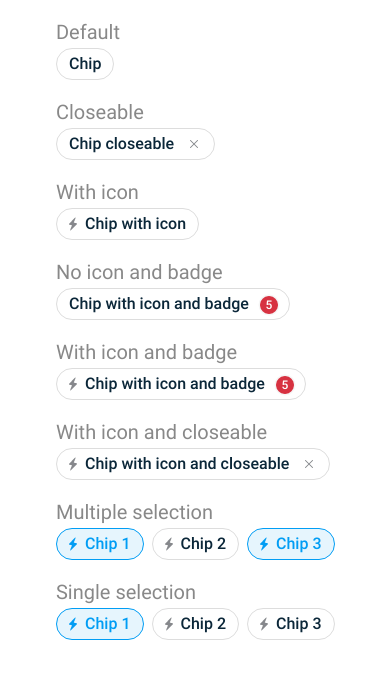 Default
Chip
Closeable
Chip closeable
With icon
Chip with icon
No icon and badge
Chip with icon and badge 5
With icon and badge
Chip with icon and badge 5
With icon and closeable
Chip with icon and closeable
Multiple selection
Chip 1 Chip 2 Chip 3
Single selection
Chip 1 Chip 2 Chip 3